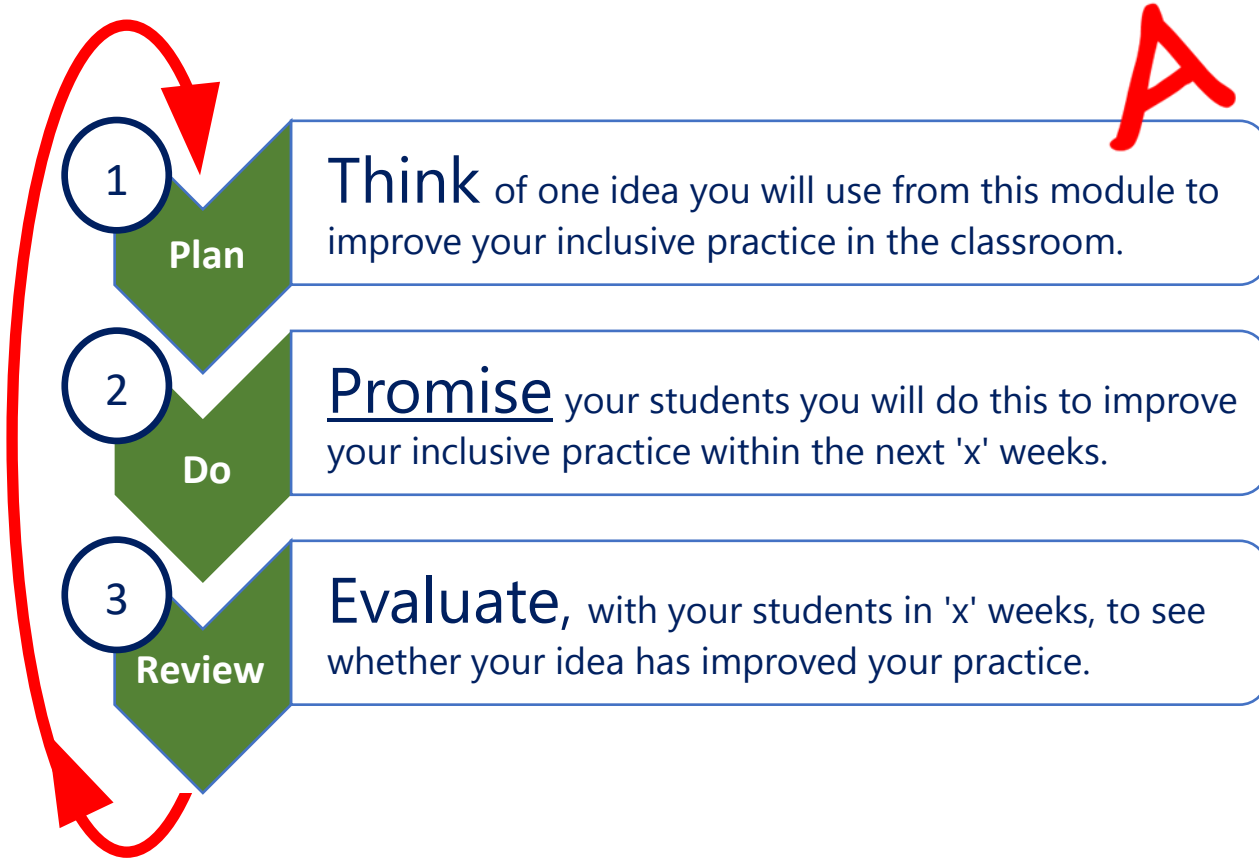 A
1
Plan
Think of one idea you will use from this module to
improve your inclusive practice in the classroom.
2
Do
Promise your students you will do this to improve
your inclusive practice within the next 'x' weeks.
3
Review
Evaluate, with your students in 'x' weeks, to see
whether your idea has improved your practice.